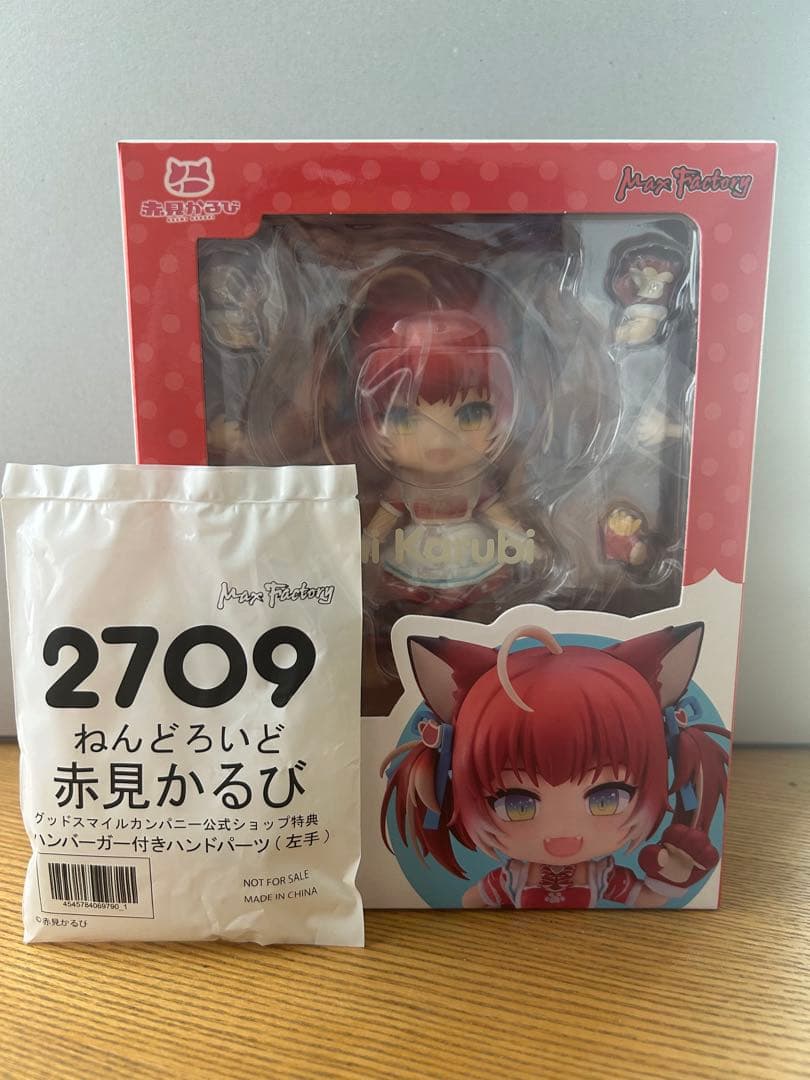 赤見かるび
Max Factory
Karubi
Max Factory
2709
ねんどろいど
赤見かるび
グッドスマイルカンパニー公式ショップ特典
ハンバーガー付きハンドパーツ(左手)
NOT FOR SALE
MADE IN CHINA
4545784069790_1
©赤見かるび